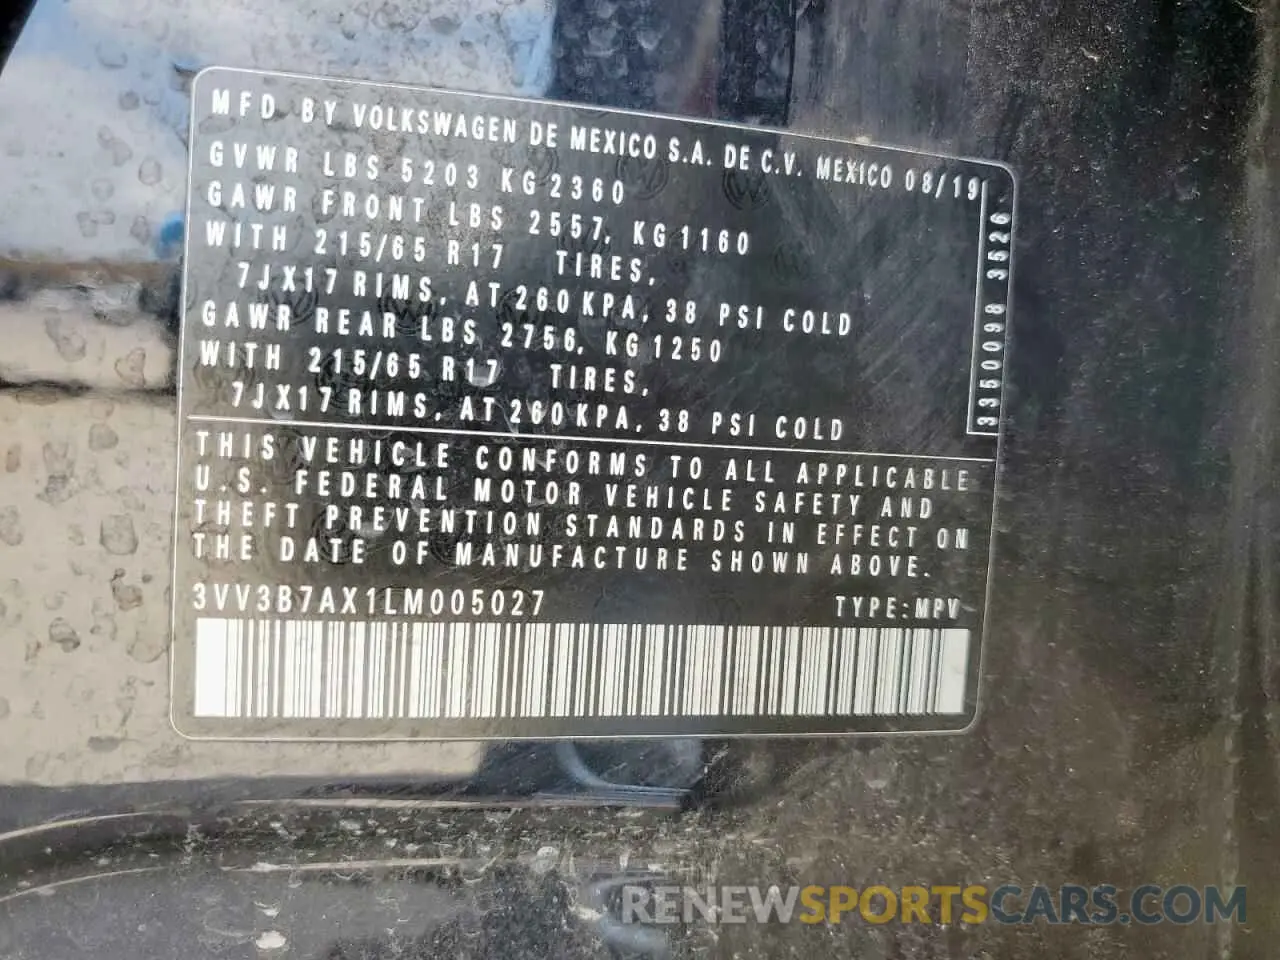 MFD BY VOLKSWAGEN DE MEXICO S.A. DE C.V. MEXICO 08/19
GVWR LBS 5203 KG 2360
GAWR FRONT LBS 2557, KG 1160
WITH 215/65 R17 TIRES,
7JX17 RIMS, AT 260 KPA, 38 PSI COLD
GAWR REAR LBS 2756, KG 1250
WITH 215/65 R17 TIRES,
7JX17 RIMS, AT 260 KPA, 38 PSI COLD
3350098 3526
THIS VEHICLE CONFORMS TO ALL APPLICABLE
U.S. FEDERAL MOTOR VEHICLE SAFETY AND
THEFT PREVENTION STANDARDS IN EFFECT ON
THE DATE OF MANUFACTURE SHOWN ABOVE.
3VV3B7AX1LM005027 TYPE: MPV
RENEWSPORTSCARS.COM